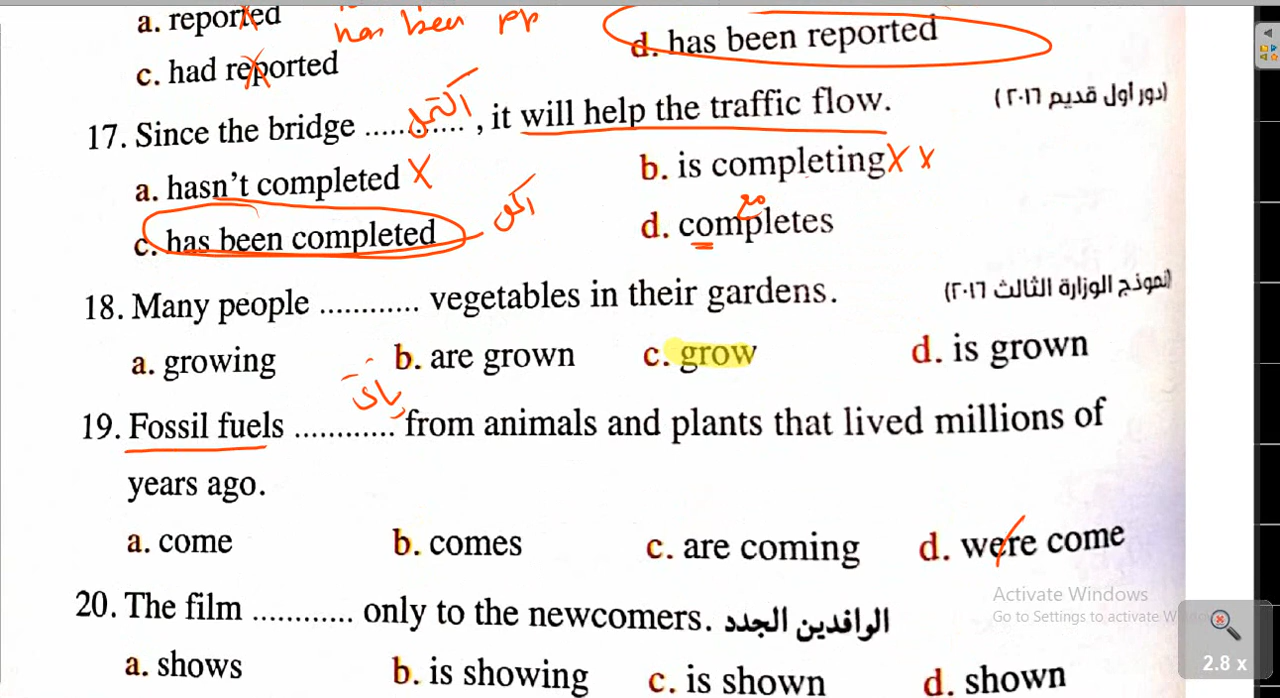 a. reported
has been pp
d. has been reported
c. had reported
17. Since the bridge ............ , it will help the traffic flow. (دور أول قديم ٢٠١٦)
a. hasn't completed
b. is completing
c. has been completed
d. completes
18. Many people ............ vegetables in their gardens. (نموذج الوزارة الثالث ٢٠١٦)
a. growing b. are grown c. grow d. is grown
19. Fossil fuels ............ from animals and plants that lived millions of
years ago.
a. come b. comes c. are coming d. were come
20. The film ............ only to the newcomers. الوافدين الجدد
a. shows b. is showing c. is shown d. shown
Activate Windows
Go to Settings to activate
2.8 x